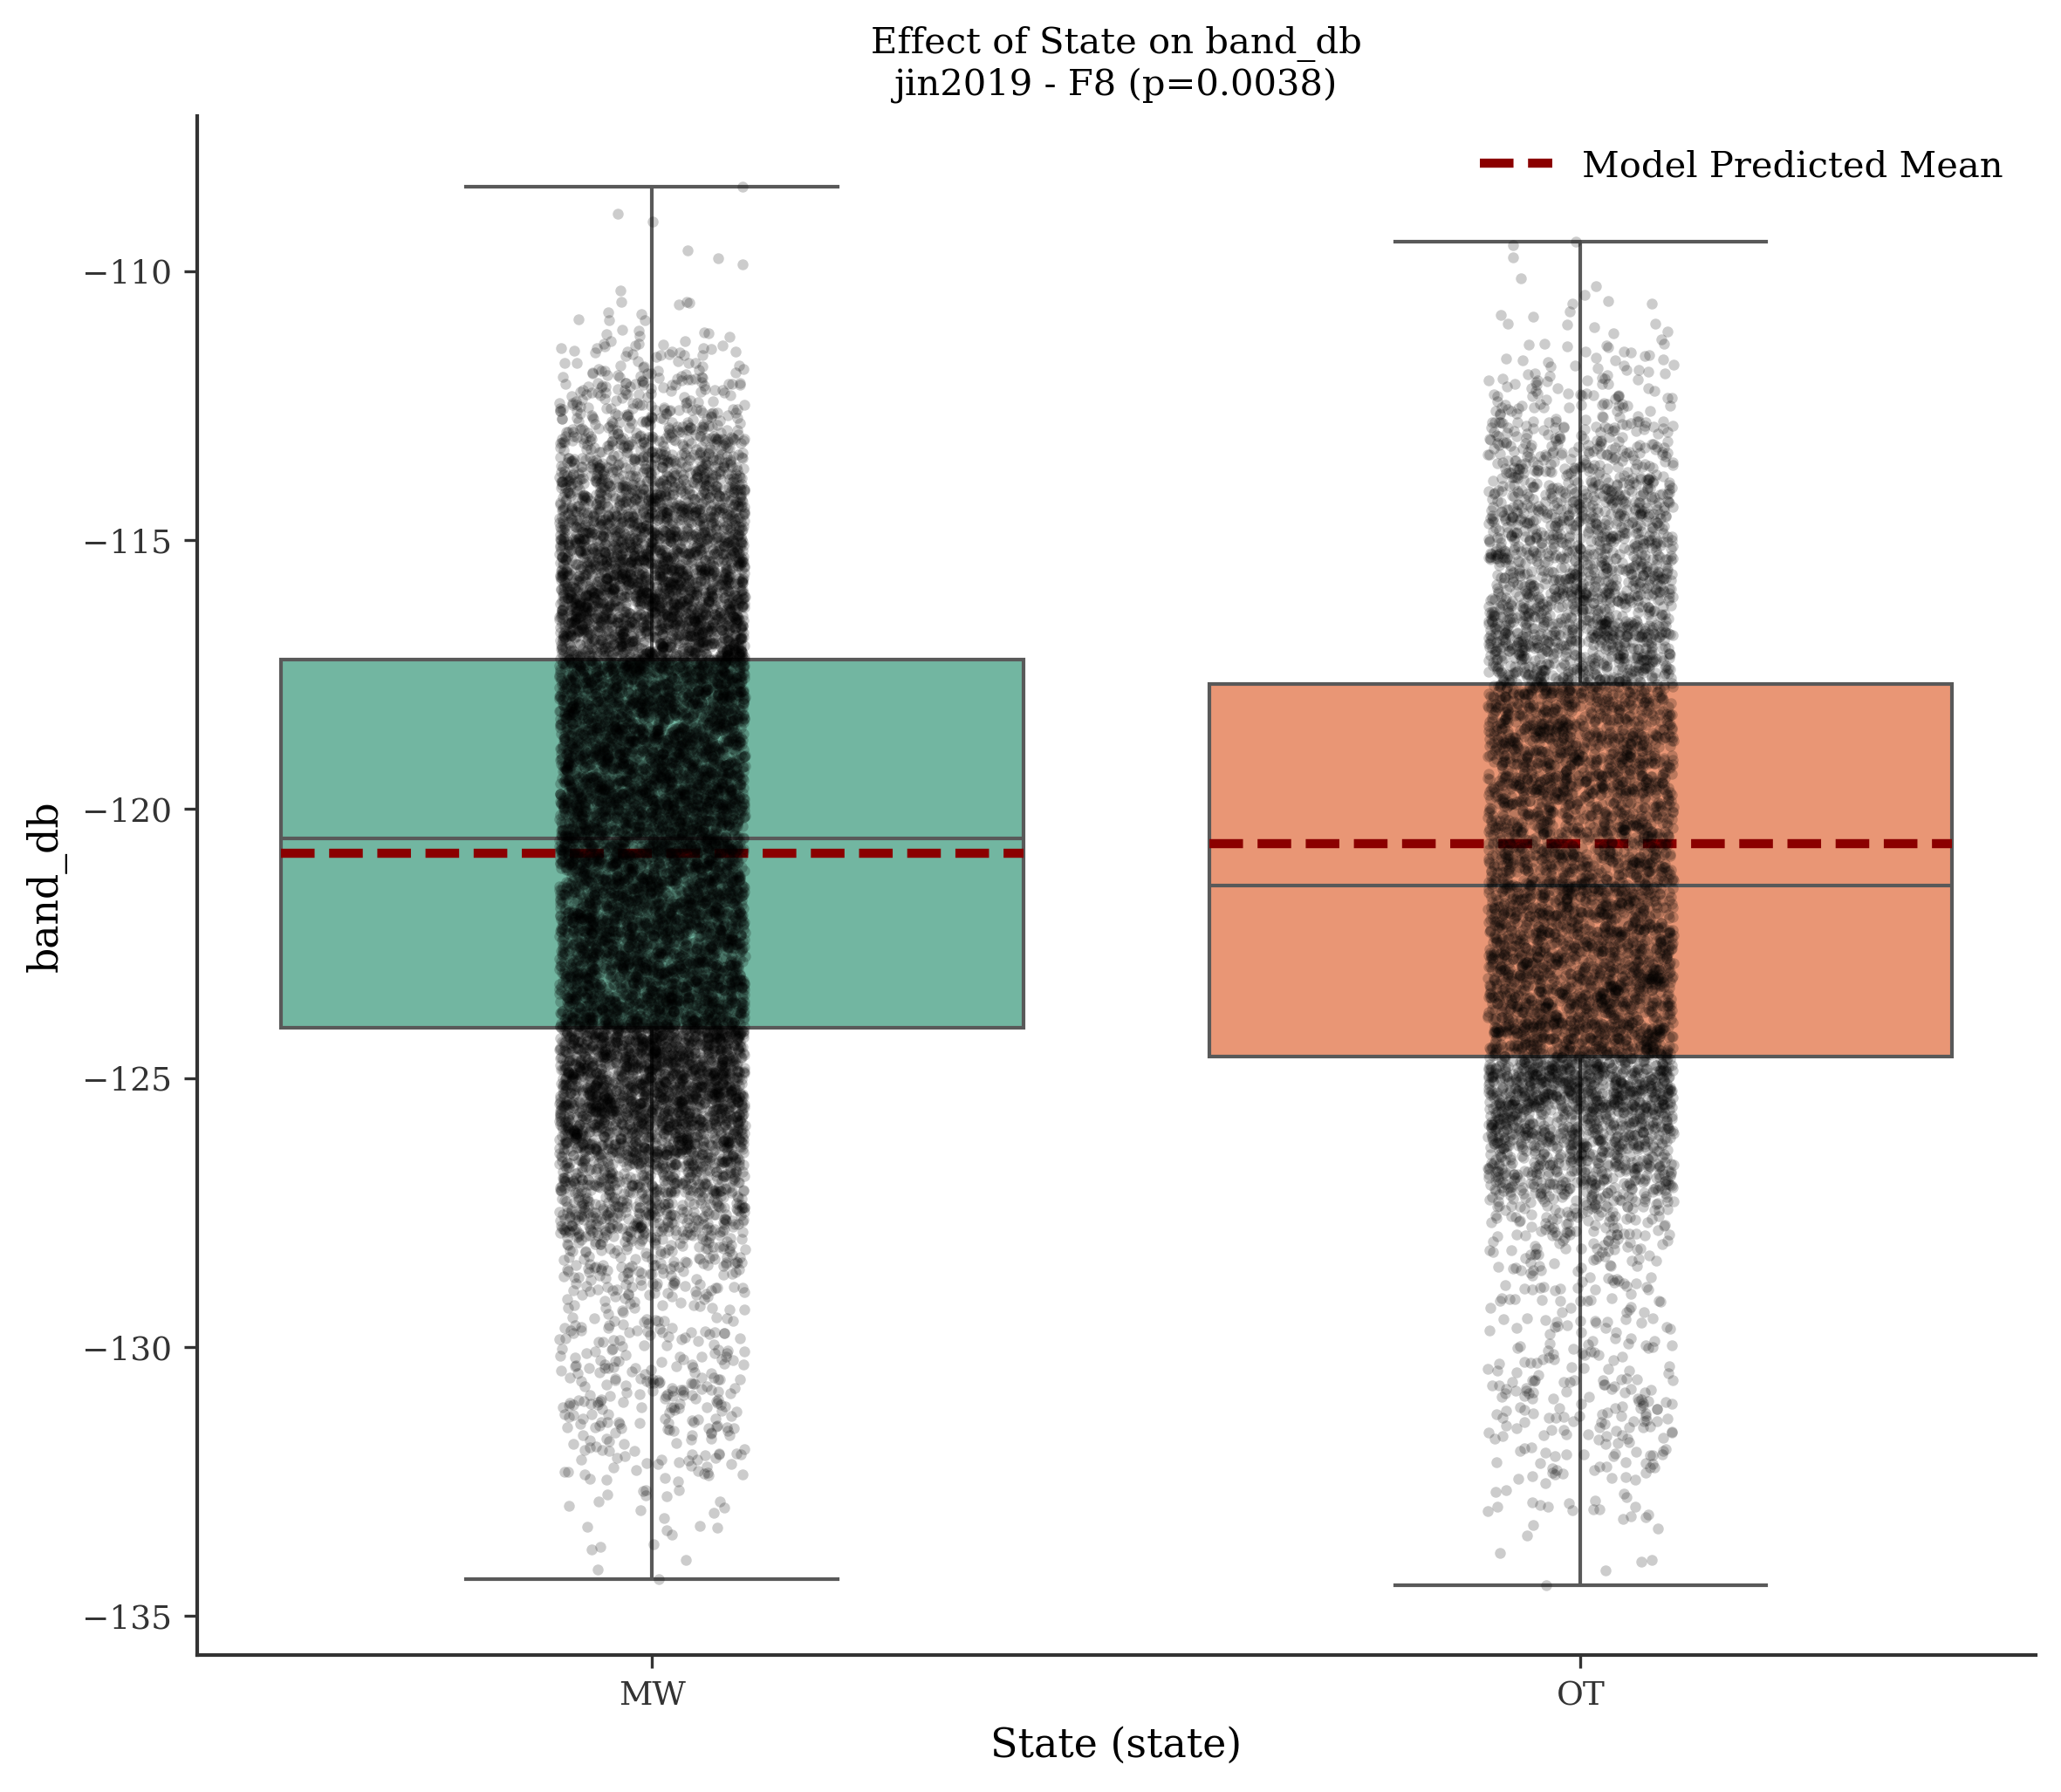 Effect of State on band_db
jin2019 - F8 (p=0.0038)
Model Predicted Mean
band_db
−110
−115
−120
−125
−130
−135
MW
OT
State (state)